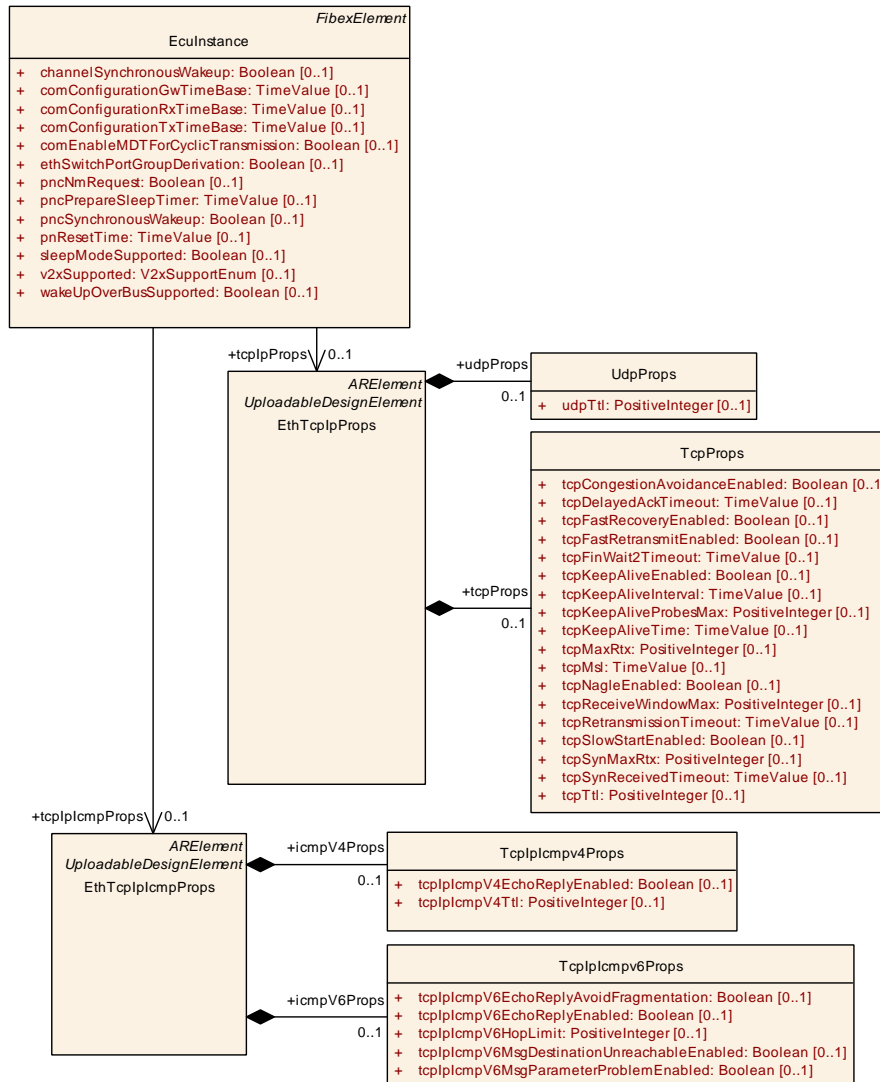 FibexElement
EcuInstance
+ channelSynchronousWakeup: Boolean [0..1]
+ comConfigurationGwTimeBase: TimeValue [0..1]
+ comConfigurationRxTimeBase: TimeValue [0..1]
+ comConfigurationTxTimeBase: TimeValue [0..1]
+ comEnableMDTForCyclicTransmission: Boolean [0..1]
+ ethSwitchPortGroupDerivation: Boolean [0..1]
+ pncNmRequest: Boolean [0..1]
+ pncPrepareSleepTimer: TimeValue [0..1]
+ pncSynchronousWakeup: Boolean [0..1]
+ pnResetTime: TimeValue [0..1]
+ sleepModeSupported: Boolean [0..1]
+ v2xSupported: V2xSupportEnum [0..1]
+ wakeUpOverBusSupported: Boolean [0..1]
+tcpIpProps 0..1
ARElement
UploadableDesignElement
EthTcpIpProps
+udpProps
0..1
UdpProps
+ udpTtl: PositiveInteger [0..1]
TcpProps
+ tcpCongestionAvoidanceEnabled: Boolean [0..1
+ tcpDelayedAckTimeout: TimeValue [0..1]
+ tcpFastRecoveryEnabled: Boolean [0..1]
+ tcpFastRetransmitEnabled: Boolean [0..1]
+ tcpFinWait2Timeout: TimeValue [0..1]
+ tcpKeepAliveEnabled: Boolean [0..1]
+ tcpKeepAliveInterval: TimeValue [0..1]
+ tcpKeepAliveProbesMax: PositiveInteger [0..1]
+ tcpKeepAliveTime: TimeValue [0..1]
+ tcpMaxRtx: PositiveInteger [0..1]
+ tcpMsl: TimeValue [0..1]
+ tcpNagleEnabled: Boolean [0..1]
+ tcpReceiveWindowMax: PositiveInteger [0..1]
+ tcpRetransmissionTimeout: TimeValue [0..1]
+ tcpSlowStartEnabled: Boolean [0..1]
+ tcpSynMaxRtx: PositiveInteger [0..1]
+ tcpSynReceivedTimeout: TimeValue [0..1]
+ tcpTtl: PositiveInteger [0..1]
+tcpProps
0..1
+tcpIpIcmpProps 0..1
ARElement
UploadableDesignElement
EthTcpIpIcmpProps
+icmpV4Props
0..1
TcpIpIcmpv4Props
+ tcpIpIcmpV4EchoReplyEnabled: Boolean [0..1]
+ tcpIpIcmpV4Ttl: PositiveInteger [0..1]
+icmpV6Props
0..1
TcpIpIcmpv6Props
+ tcpIpIcmpV6EchoReplyAvoidFragmentation: Boolean [0..1]
+ tcpIpIcmpV6EchoReplyEnabled: Boolean [0..1]
+ tcpIpIcmpV6HopLimit: PositiveInteger [0..1]
+ tcpIpIcmpV6MsgDestinationUnreachableEnabled: Boolean [0..1]
+ tcpIpIcmpV6MsgParameterProblemEnabled: Boolean [0..1]